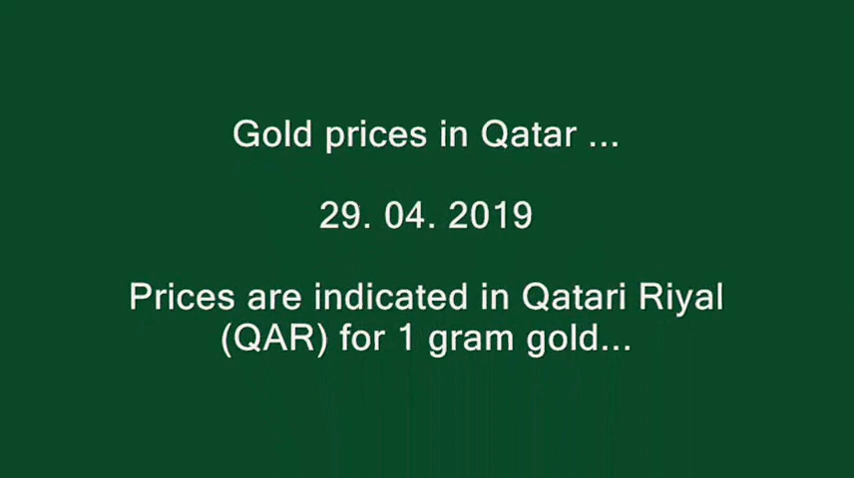 Gold prices in Qatar ...
29. 04. 2019
Prices are indicated in Qatari Riyal
(QAR) for 1 gram gold...